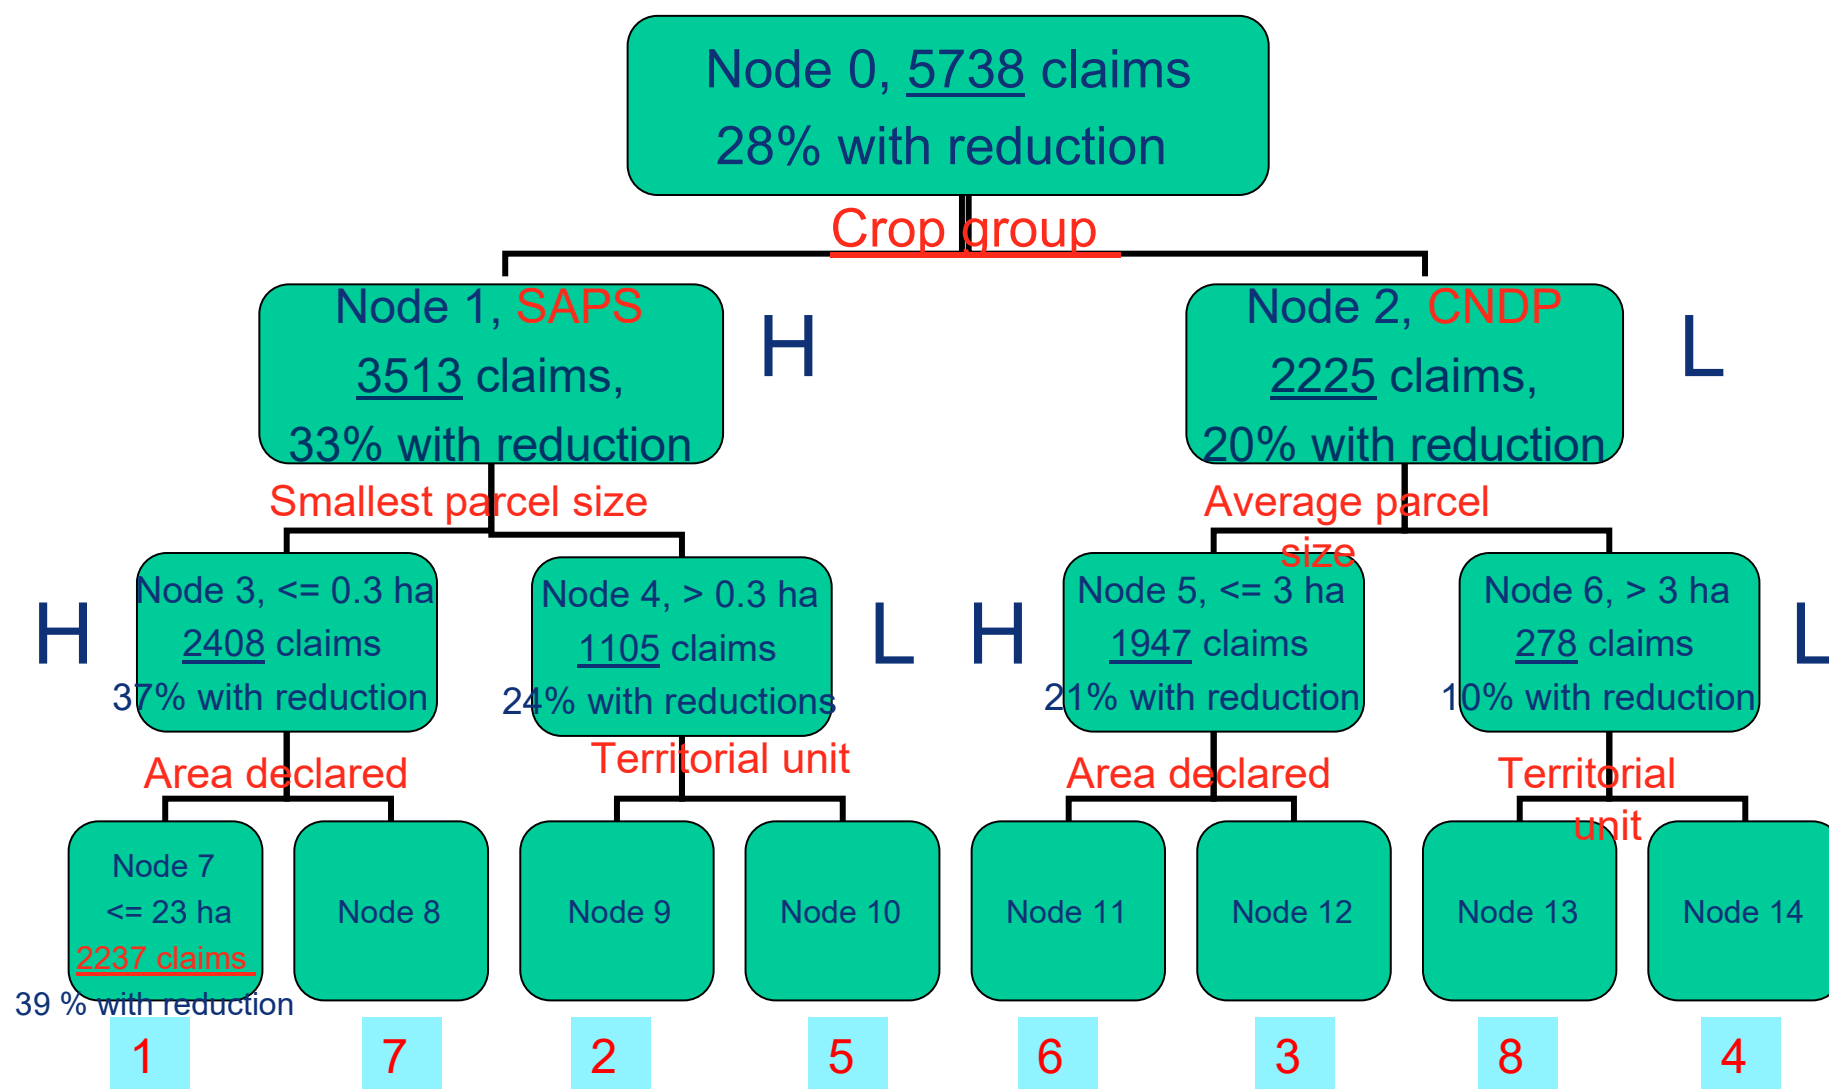 Node 0, 5738 claims
28% with reduction
Crop group
Node 1, SAPS
3513 claims,
33% with reduction
H
Node 2, CNDP
2225 claims,
20% with reduction
L
Smallest parcel size
Average parcel
size
H
Node 3, <= 0.3 ha
2408 claims
37% with reduction
Node 4, > 0.3 ha
1105 claims
24% with reductions
L
H
Node 5, <= 3 ha
1947 claims
21% with reduction
Node 6, > 3 ha
278 claims
10% with reduction
L
Area declared
Territorial unit
Area declared
Territorial
unit
Node 7
<= 23 ha
2237 claims
39 % with reduction
Node 8
Node 9
Node 10
Node 11
Node 12
Node 13
Node 14
1
7
2
5
6
3
8
4